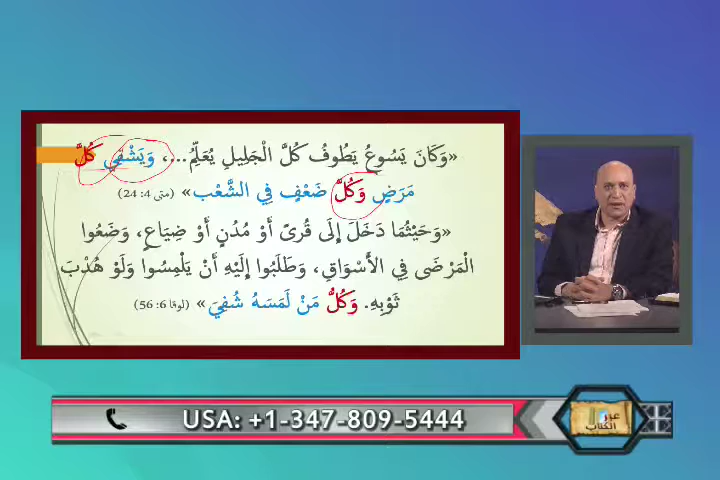 «وَكَانَ يَسُوعُ يَطُوفُ كُلَّ الْجَلِيلِ يُعَلِّمُ...، وَيَشْفِي كُلَّ
مَرَضٍ وَكُلَّ ضَعْفٍ فِي الشَّعْب» (متى 4: 24)
«وَحَيْثُمَا دَخَلَ إِلَى قُرىً أَوْ مُدُنٍ أَوْ ضِيَاعٍ، وَضَعُوا
الْمَرْضَى فِي الأَسْوَاقِ، وَطَلَبُوا إِلَيْهِ أَنْ يَلْمِسُوا وَلَوْ هُدْبَ
ثَوْبِهِ. وَكُلُّ مَنْ لَمَسَهُ شُفِيَ» (لوقا 6: 56)
USA: +1-347-809-5444
عبر
الكتاب